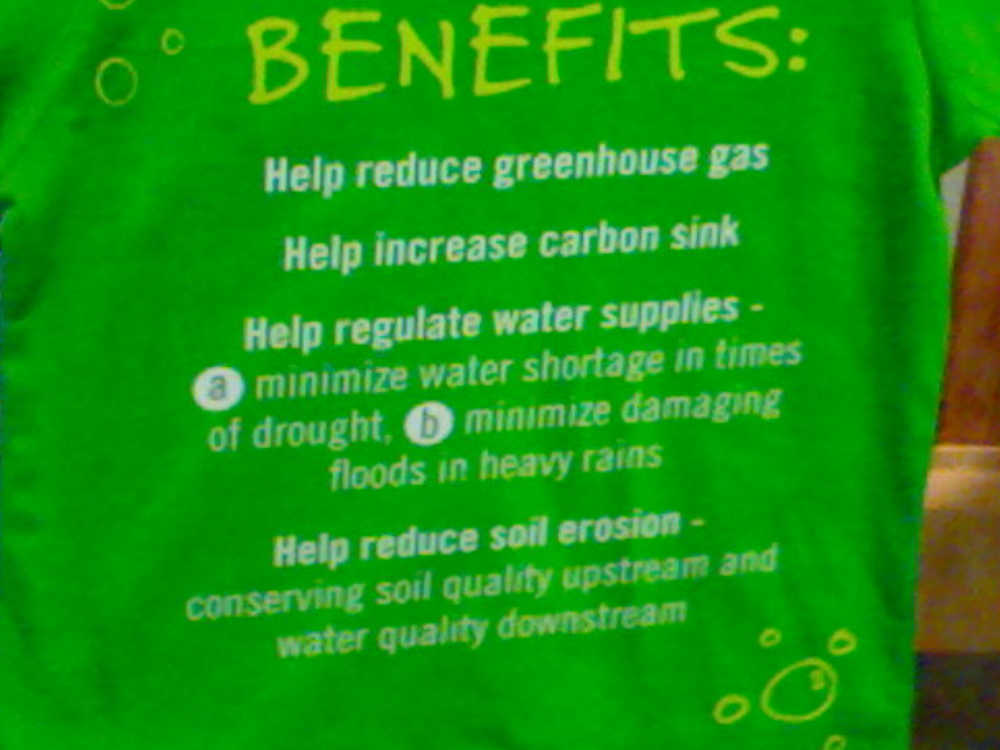 BENEFITS:
Help reduce greenhouse gas
Help increase carbon sink
Help regulate water supplies -
a minimize water shortage in times
of drought, b minimize damaging
floods in heavy rains
Help reduce soil erosion -
conserving soil quality upstream and
water quality downstream